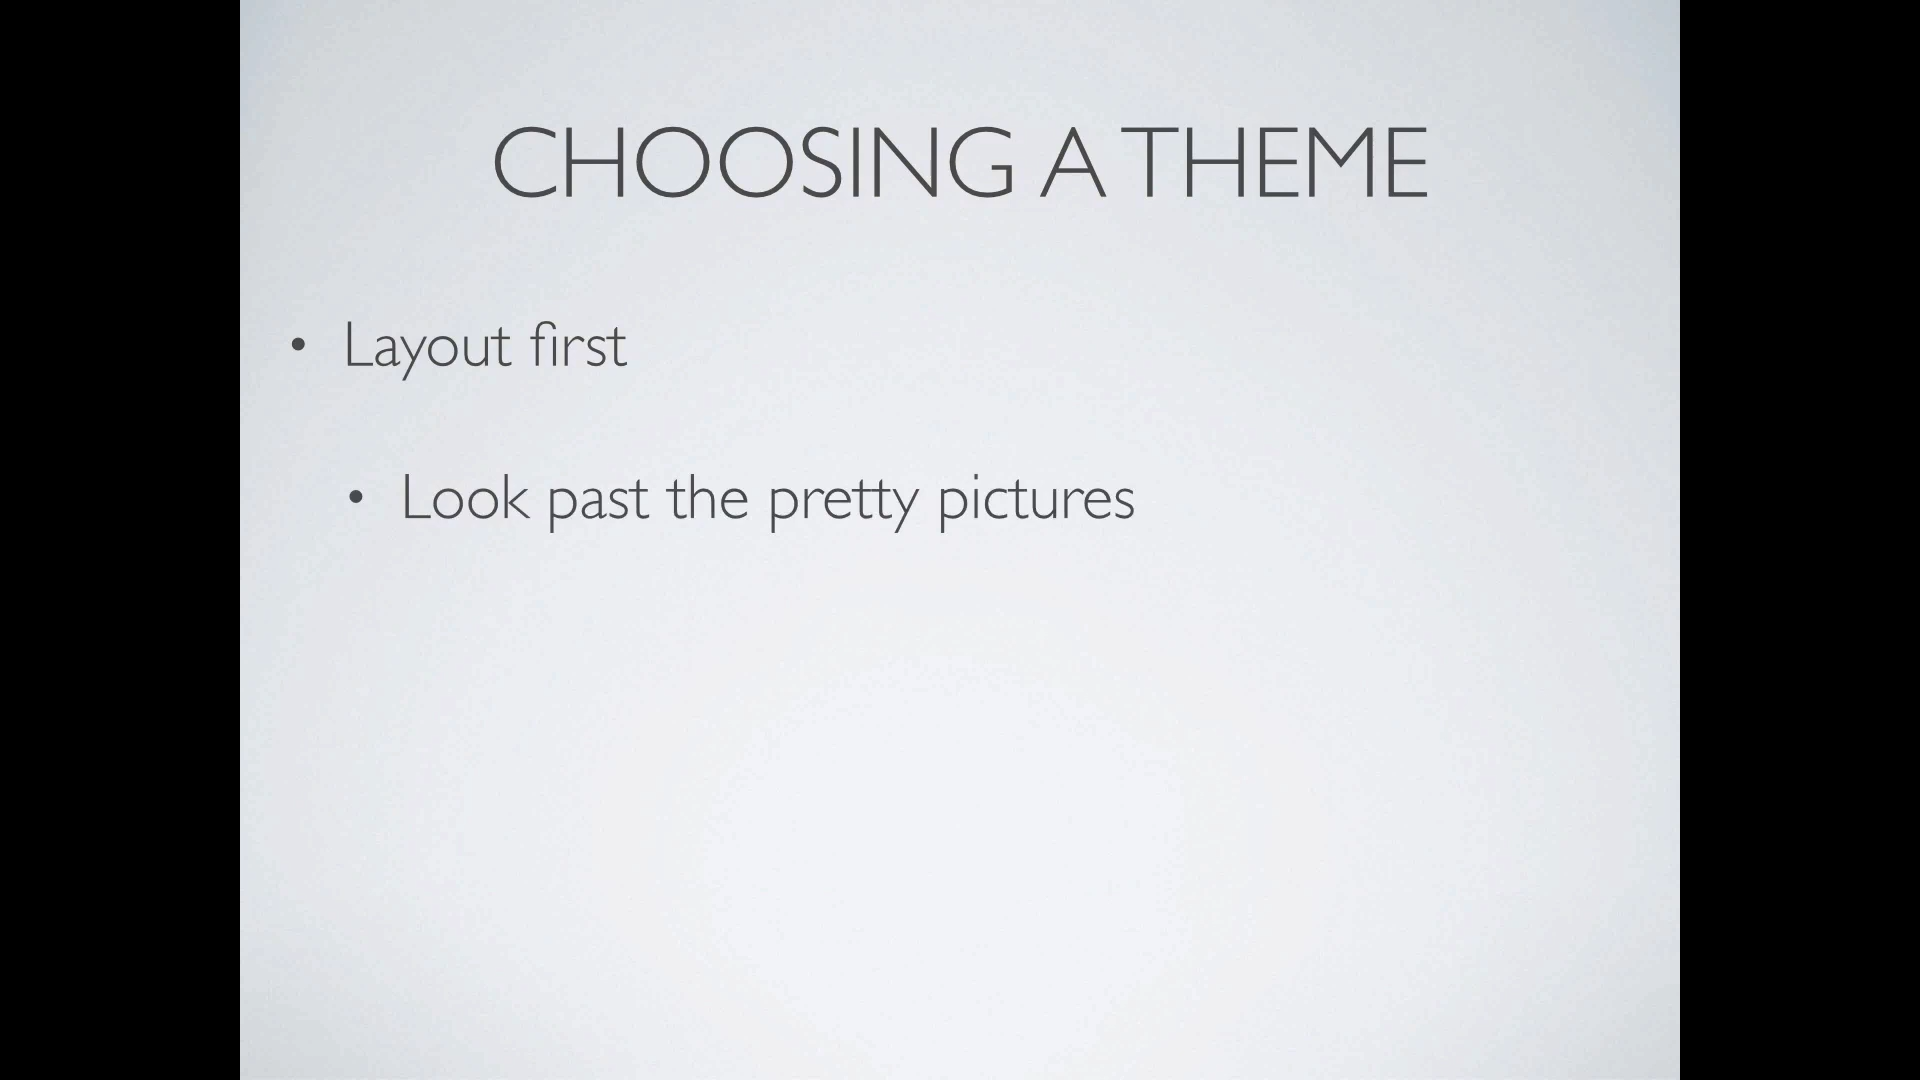 CHOOSING A THEME
• Layout first
• Look past the pretty pictures